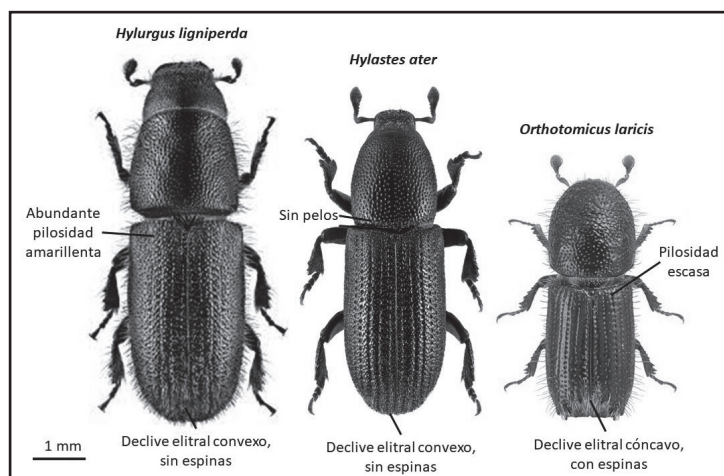 Hylurgus ligniperda
Hylastes ater
Orthotomicus laricis
Abundante
pilosidad
amarillenta
Sin pelos
Pilosidad
escasa
1 mm
Declive elitral convexo,
sin espinas
Declive elitral convexo,
sin espinas
Declive elitral cóncavo,
con espinas